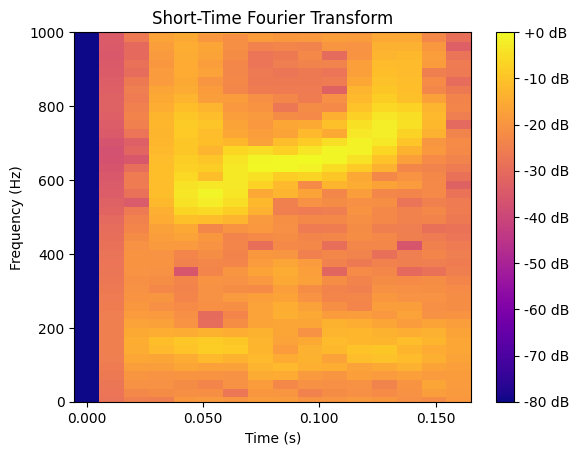 Short-Time Fourier Transform
Frequency (Hz)
1000
800
600
400
200
0
0.000
0.050
0.100
0.150
Time (s)
+0 dB
-10 dB
-20 dB
-30 dB
-40 dB
-50 dB
-60 dB
-70 dB
-80 dB